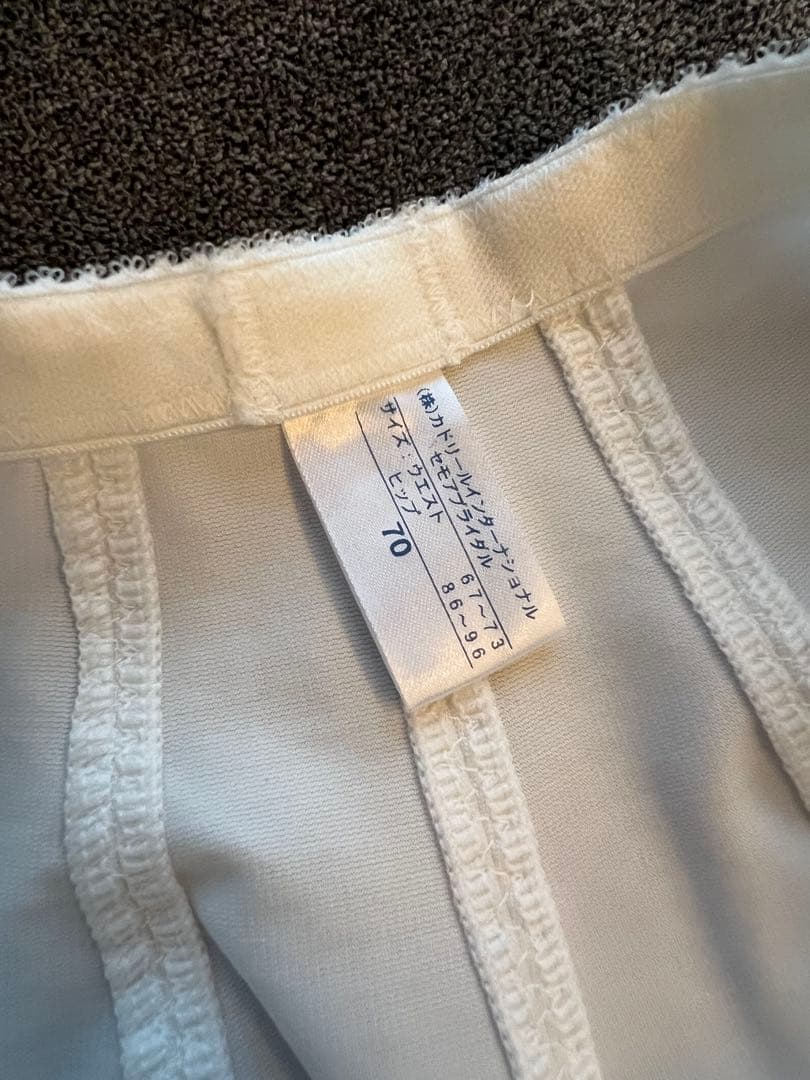 (株)カドリールインターナショナル
セモアブライダル
サイズ:ウエスト 67～73
ヒップ 86～96
70